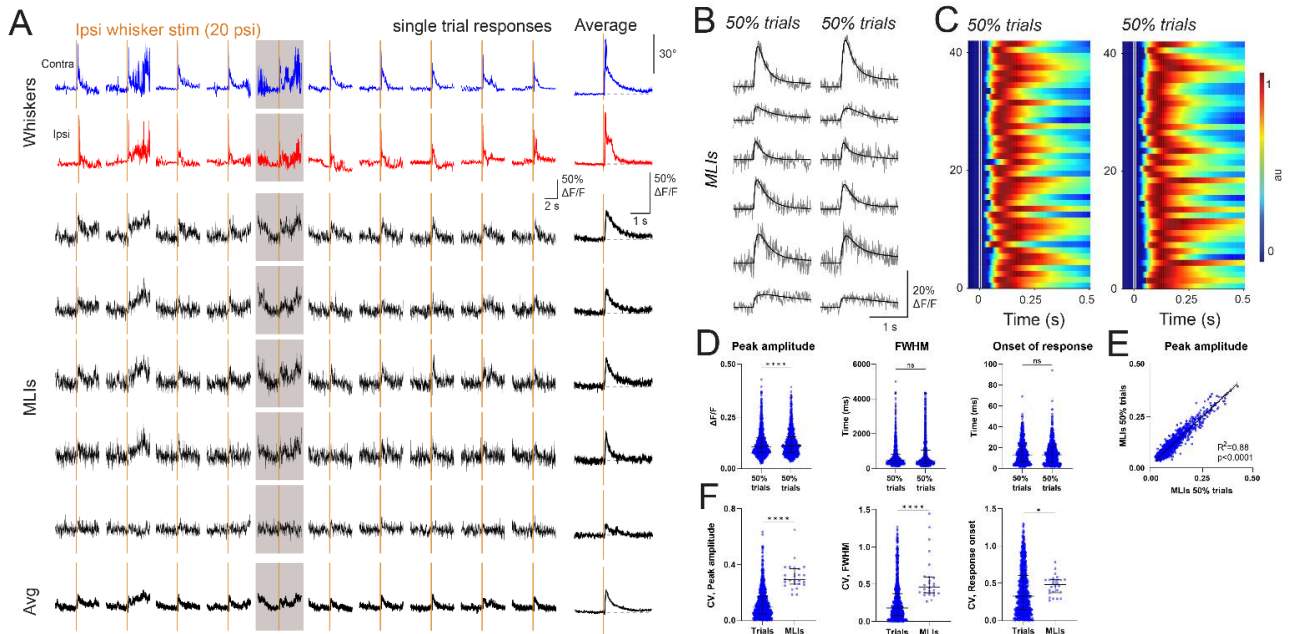 A
Ipsi whisker stim (20 psi)
single trial responses
Average
Whiskers
Contra
30°
Ipsi
50%
ΔF/F
2 s
50%
ΔF/F
1 s
MLIs
Avg
B
50% trials
50% trials
MLIs
20%
ΔF/F
1 s
C
50% trials
50% trials
40
20
0
0
0.25
0.5
Time (s)
40
20
0
0
0.25
0.5
Time (s)
1
au
0
D
Peak amplitude
****
ΔF/F
0.50
0.25
0.00
50%
trials
50%
trials
FWHM
ns
Time (ms)
6000
4000
2000
0
50%
trials
50%
trials
Onset of response
ns
Time (ms)
100
80
60
40
20
0
50%
trials
50%
trials
E
Peak amplitude
MLIs 50% trials
0.50
0.25
0.00
R²=0.88
p<0.0001
0.00
0.25
0.50
MLIs 50% trials
F
CV, Peak amplitude
****
0.8
0.4
0.0
Trials
MLIs
CV, FWHM
****
1.5
1.0
0.5
0.0
Trials
MLIs
CV, Response onset
*
1.5
1.0
0.5
0.0
Trials
MLIs